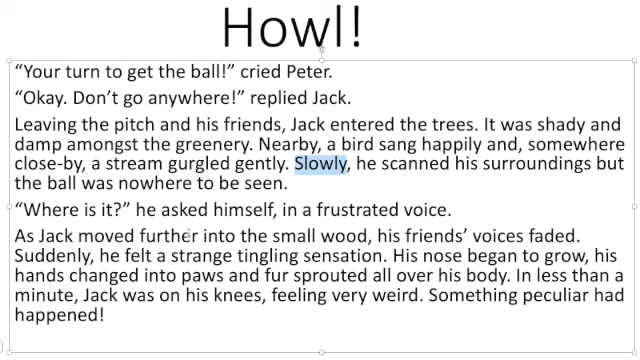 Howl!
“Your turn to get the ball!” cried Peter.
“Okay. Don’t go anywhere!” replied Jack.
Leaving the pitch and his friends, Jack entered the trees. It was shady and
damp amongst the greenery. Nearby, a bird sang happily and, somewhere
close-by, a stream gurgled gently. Slowly, he scanned his surroundings but
the ball was nowhere to be seen.
“Where is it?” he asked himself, in a frustrated voice.
As Jack moved further into the small wood, his friends’ voices faded.
Suddenly, he felt a strange tingling sensation. His nose began to grow, his
hands changed into paws and fur sprouted all over his body. In less than a
minute, Jack was on his knees, feeling very weird. Something peculiar had
happened!